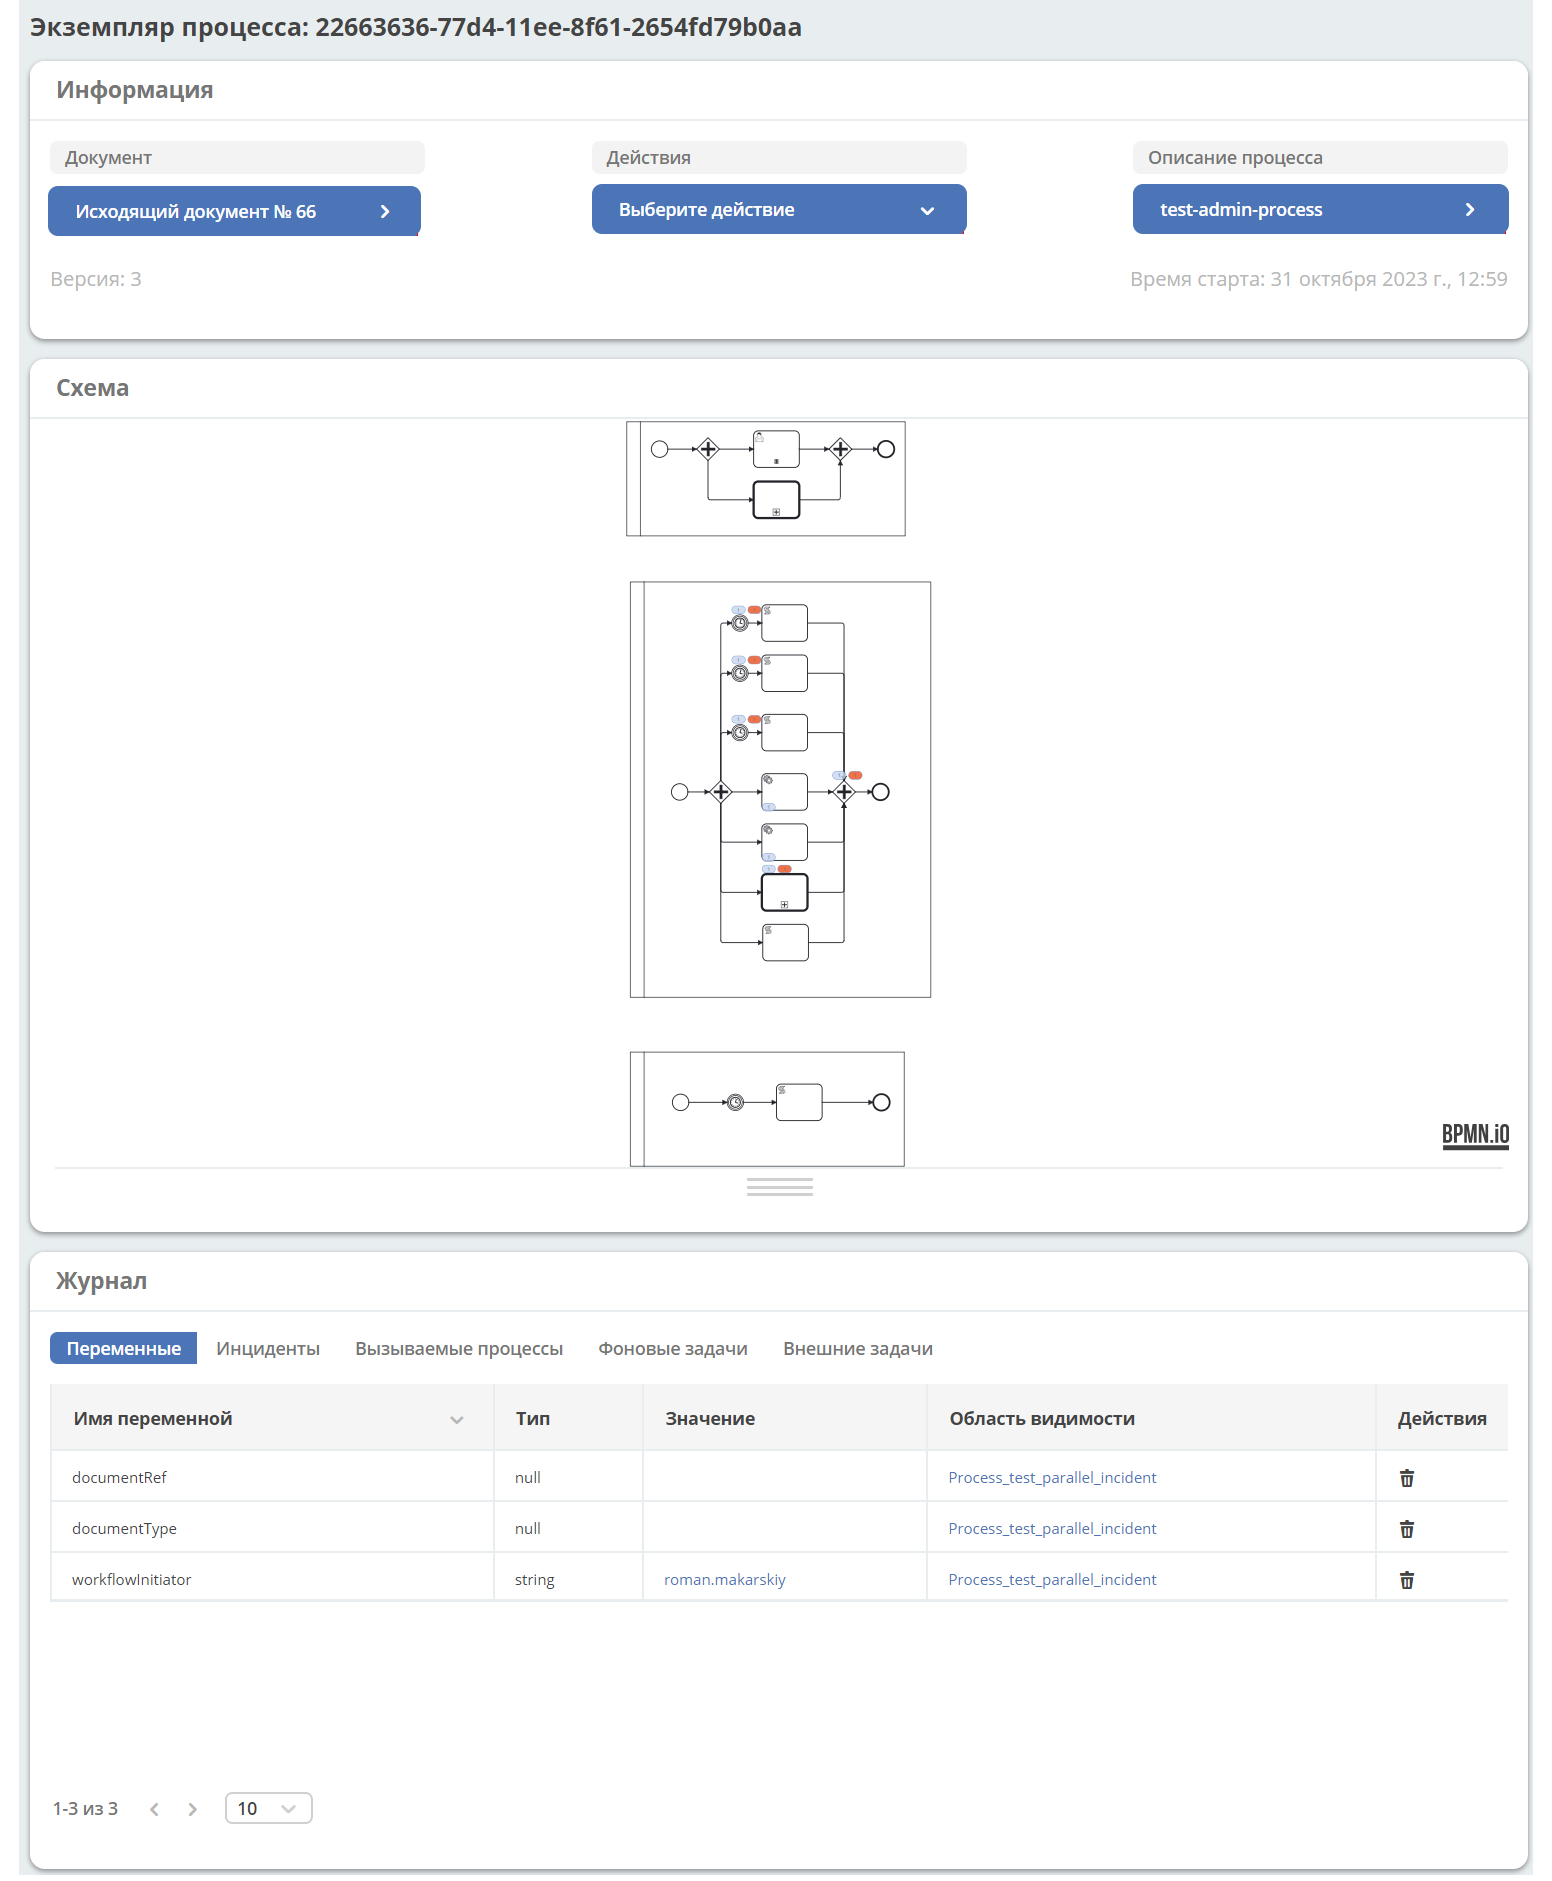 Экземпляр процесса: 22663636-77d4-11ee-8f61-2654fd79b0aa
Информация
Документ
Действия
Описание процесса
Исходящий документ № 66
Выберите действие
test-admin-process
Версия: 3
Время старта: 31 октября 2023 г., 12:59
Схема
BPMN.iO
Журнал
Переменные
Инциденты
Вызываемые процессы
Фоновые задачи
Внешние задачи
Имя переменной
Тип
Значение
Область видимости
Действия
documentRef
null
Process_test_parallel_incident
documentType
null
Process_test_parallel_incident
workflowInitiator
string
roman.makarskiy
Process_test_parallel_incident
1-3 из 3
10